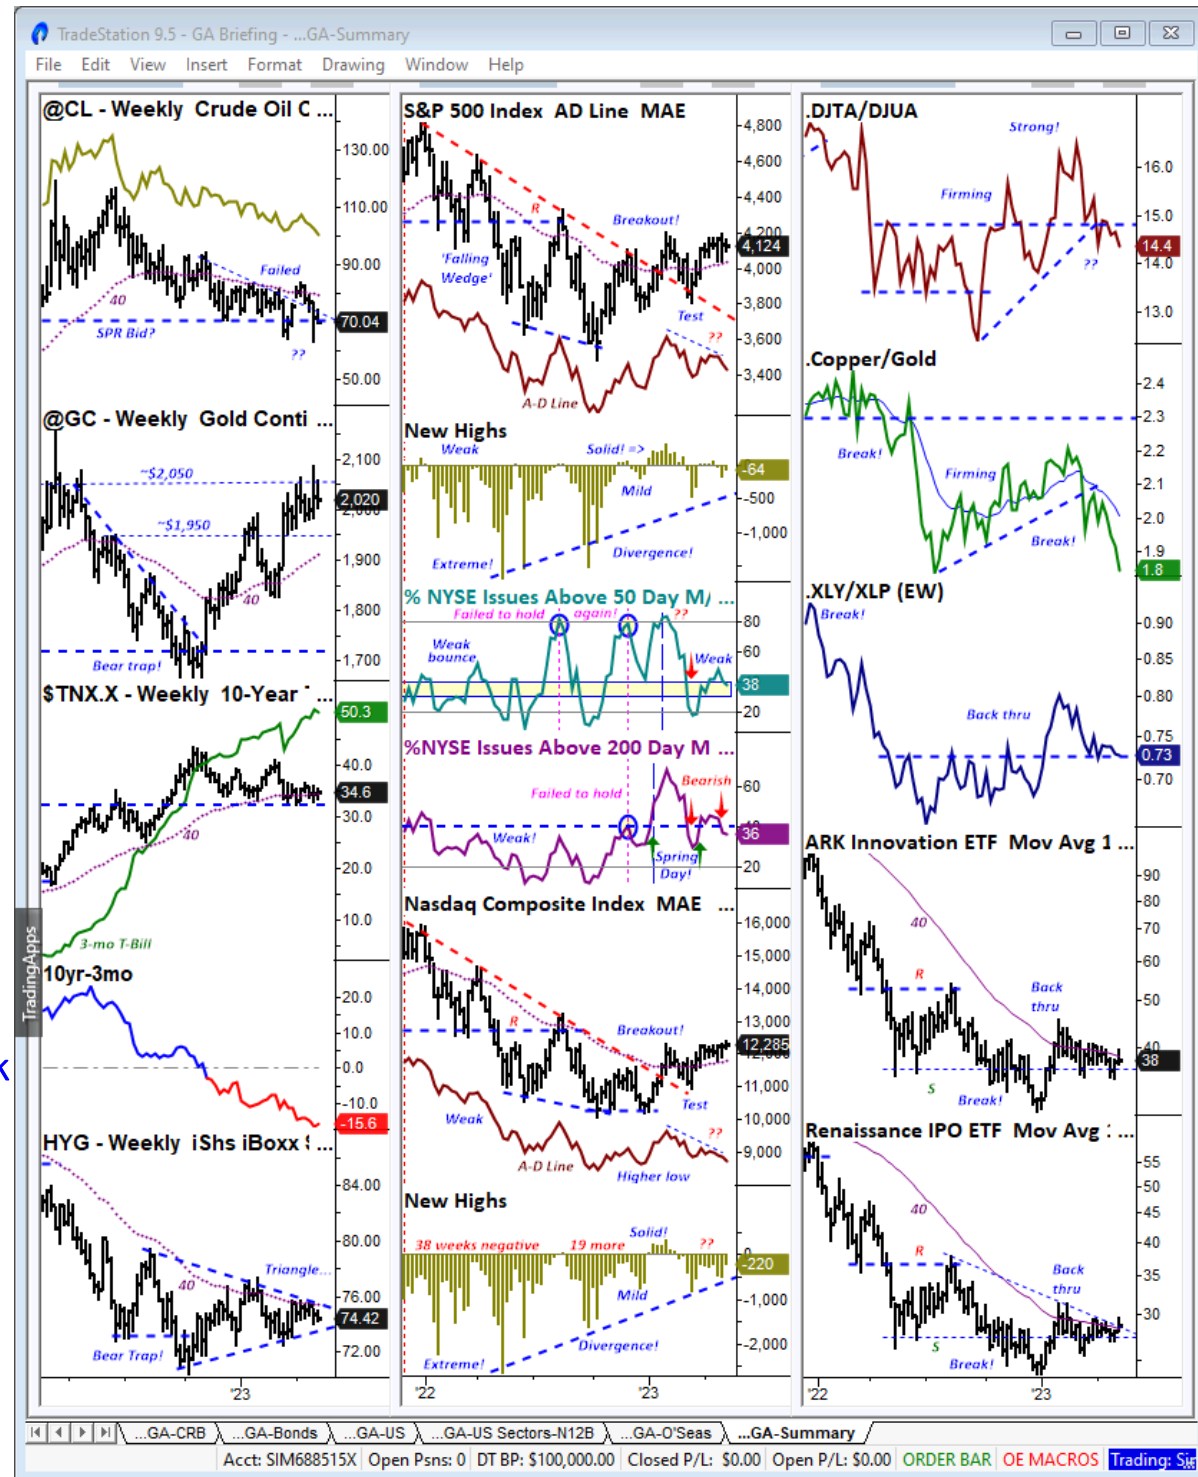 TradeStation 9.5 - GA Briefing - ...GA-Summary
File Edit View Insert Format Drawing Window Help
@CL - Weekly Crude Oil C ...
130.00
110.00
90.00
Failed
40
70.04
SPR Bid?
??
50.00
@GC - Weekly Gold Conti ...
2,100
~$2,050
2,020
2,000
~$1,950
1,900
40
1,800
Bear trap!
1,700
$TNX.X - Weekly 10-Year ...
50.3
40.0
34.6
30.0
40
20.0
10.0
3-mo T-Bill
10yr-3mo
20.0
10.0
0.0
-10.0
-15.6
HYG - Weekly iShs iBoxx $ ...
84.00
80.00
Triangle...
40
76.00
74.42
Bear Trap!
72.00
'23
S&P 500 Index AD Line MAE
4,800
4,600
4,400
R
Breakout!
4,200
4,124
'Falling
Wedge'
4,000
3,800
Test
3,600
??
3,400
A-D Line
New Highs
Weak
Solid! =>
-64
Mild
-500
-1,000
Extreme!
Divergence!
% NYSE Issues Above 50 Day M/ ...
Failed to hold
again!
??
80
Weak
bounce
60
Weak
38
20
%NYSE Issues Above 200 Day M ...
Bearish
60
Failed to hold
36
Weak!
Spring
Day!
20
Nasdaq Composite Index MAE ...
16,000
15,000
14,000
13,000
R
Breakout!
12,285
12,000
11,000
Test
10,000
Weak
??
9,000
A-D Line
Higher low
New Highs
Solid!
38 weeks negative
19 more
??
0
-220
Mild
-1,000
Divergence!
-2,000
Extreme!
'22
'23
.DJTA/DJUA
Strong!
16.0
Firming
15.0
14.4
14.0
??
13.0
.Copper/Gold
2.4
2.3
Break!
2.2
Firming
2.1
2.0
Break!
1.9
1.8
.XLY/XLP (EW)
Break!
0.90
0.85
0.80
Back thru
0.75
0.73
0.70
ARK Innovation ETF Mov Avg 1 ...
90
80
40
70
60
R
Back
thru
50
40
38
S
Break!
Renaissance IPO ETF Mov Avg : ...
55
50
40
45
R
40
Back
thru
35
30
S
Break!
'22
'23
TradingApps
k
...GA-CRB ...GA-Bonds ...GA-US ...GA-US Sectors-N12B ...GA-O'Seas ...GA-Summary
Acct: SIM688515X Open Psns: 0 DT BP: $100,000.00 Closed P/L: $0.00 Open P/L: $0.00 ORDER BAR OE MACROS Trading: